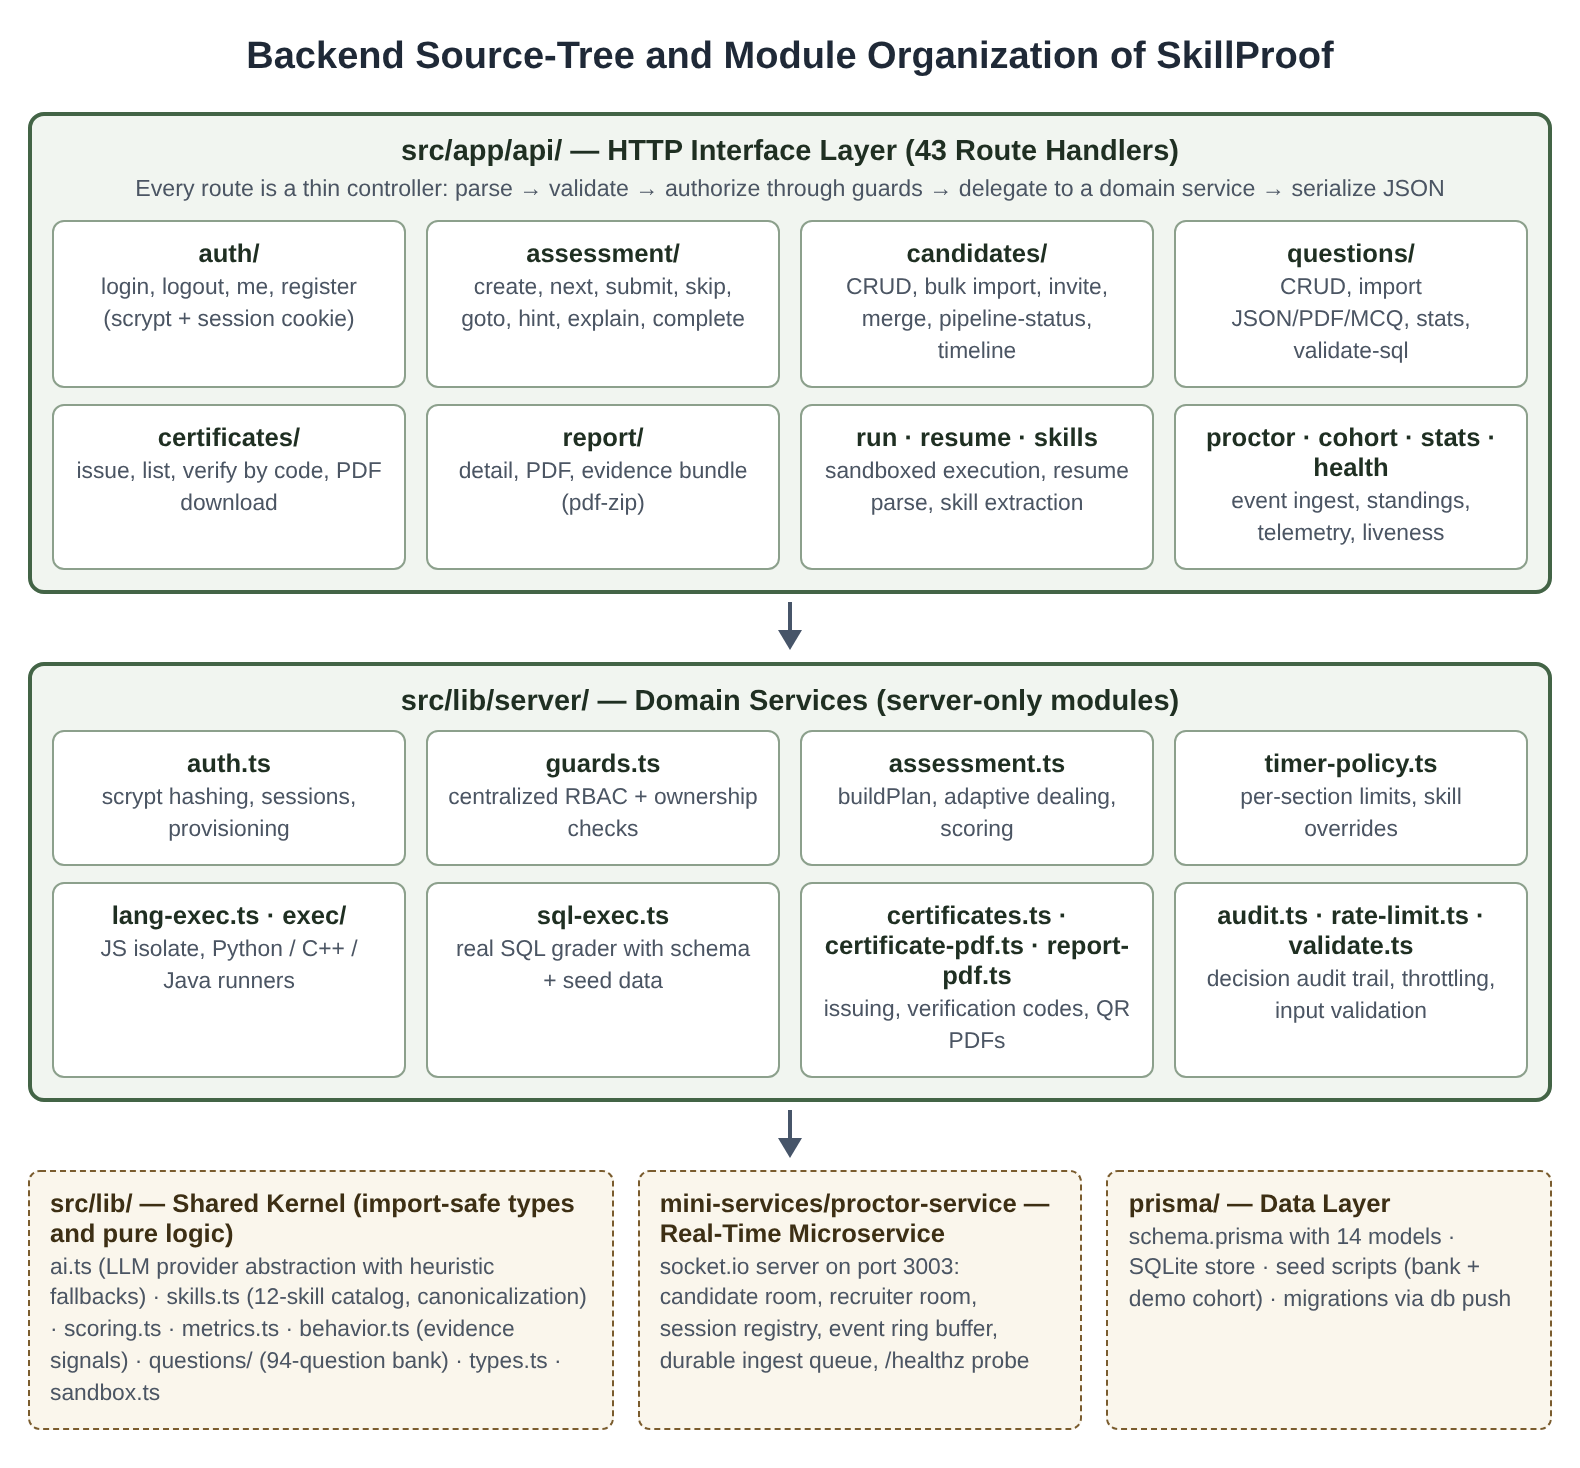 Backend Source-Tree and Module Organization of SkillProof
src/app/api/ — HTTP Interface Layer (43 Route Handlers)
Every route is a thin controller: parse → validate → authorize through guards → delegate to a domain service → serialize JSON
auth/
login, logout, me, register
(scrypt + session cookie)
assessment/
create, next, submit, skip,
goto, hint, explain, complete
candidates/
CRUD, bulk import, invite,
merge, pipeline-status,
timeline
questions/
CRUD, import
JSON/PDF/MCQ, stats,
validate-sql
certificates/
issue, list, verify by code, PDF
download
report/
detail, PDF, evidence bundle
(pdf-zip)
run · resume · skills
sandboxed execution, resume
parse, skill extraction
proctor · cohort · stats ·
health
event ingest, standings,
telemetry, liveness
src/lib/server/ — Domain Services (server-only modules)
auth.ts
scrypt hashing, sessions,
provisioning
guards.ts
centralized RBAC + ownership
checks
assessment.ts
buildPlan, adaptive dealing,
scoring
timer-policy.ts
per-section limits, skill
overrides
lang-exec.ts · exec/
JS isolate, Python / C++ /
Java runners
sql-exec.ts
real SQL grader with schema
+ seed data
certificates.ts ·
certificate-pdf.ts · report-
pdf.ts
issuing, verification codes, QR
PDFs
audit.ts · rate-limit.ts ·
validate.ts
decision audit trail, throttling,
input validation
src/lib/ — Shared Kernel (import-safe types
and pure logic)
ai.ts (LLM provider abstraction with heuristic
fallbacks) · skills.ts (12-skill catalog, canonicalization)
· scoring.ts · metrics.ts · behavior.ts (evidence
signals) · questions/ (94-question bank) · types.ts ·
sandbox.ts
mini-services/proctor-service —
Real-Time Microservice
socket.io server on port 3003:
candidate room, recruiter room,
session registry, event ring buffer,
durable ingest queue, /healthz probe
prisma/ — Data Layer
schema.prisma with 14 models ·
SQLite store · seed scripts (bank +
demo cohort) · migrations via db push